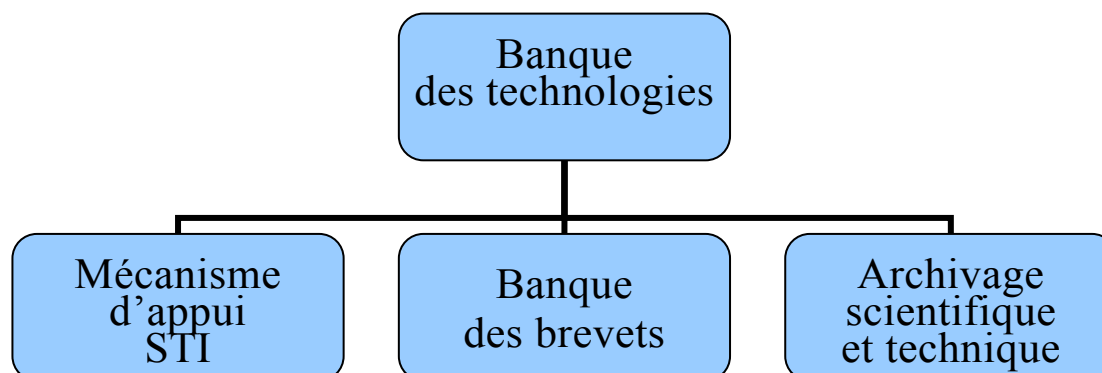 Banque
des technologies
Mécanisme
d’appui
STI
Banque
des brevets
Archivage
scientifique
et technique